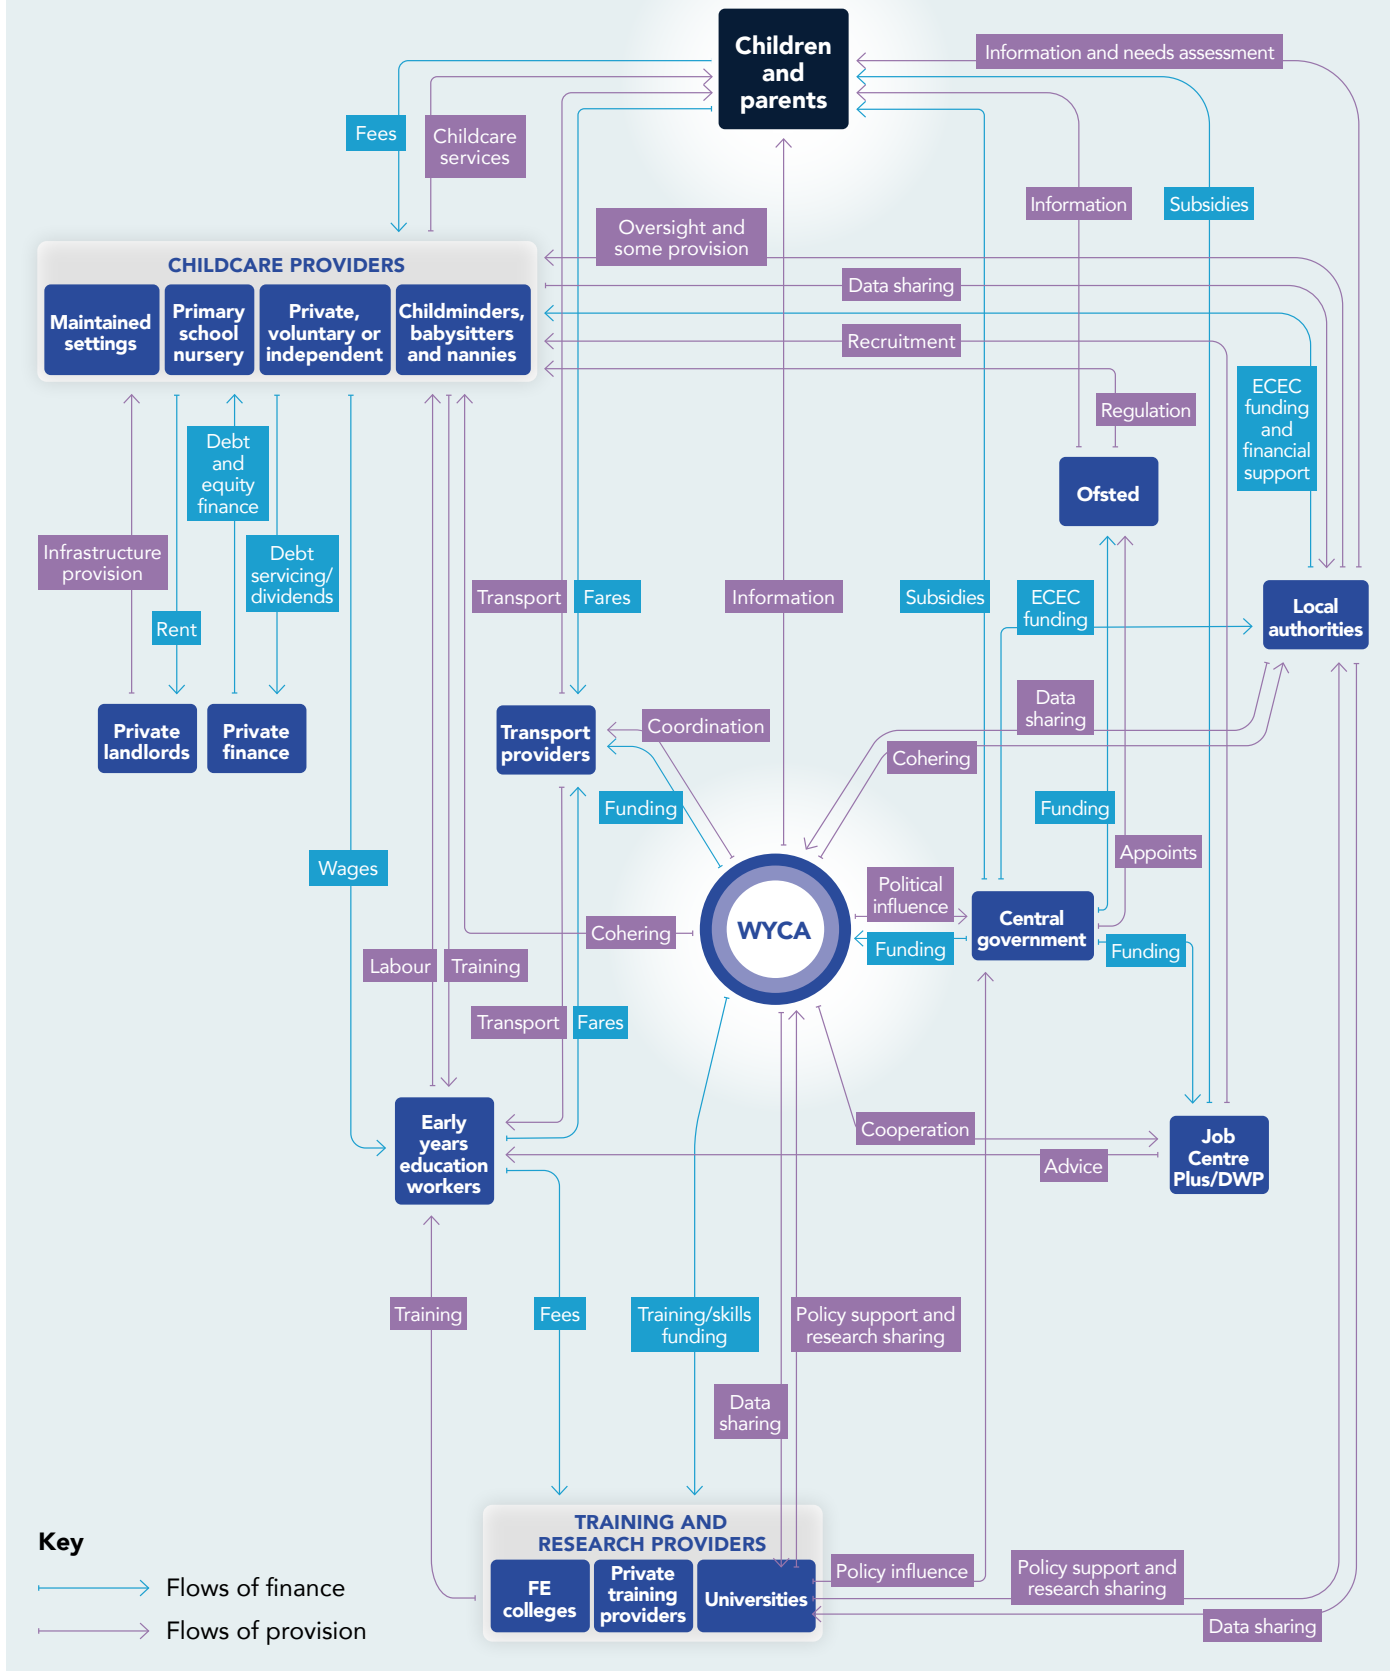 Children
and
parents
Information and needs assessment
Fees
Childcare
services
Information
Subsidies
Oversight and
some provision
CHILDCARE PROVIDERS
Data sharing
Maintained
settings
Primary
school
nursery
Private,
voluntary or
independent
Childminders,
babysitters
and nannies
Recruitment
ECEC
funding
and
financial
support
Regulation
Debt
and
equity
finance
Ofsted
Infrastructure
provision
Debt
servicing/
dividends
Rent
Transport
Fares
Information
Subsidies
ECEC
funding
Local
authorities
Private
landlords
Private
finance
Transport
providers
Coordination
Data
sharing
Cohering
Funding
Funding
Wages
Appoints
Political
influence
Cohering
WYCA
Central
government
Funding
Funding
Labour
Training
Transport
Fares
Early
years
education
workers
Cooperation
Advice
Job
Centre
Plus/DWP
Training
Fees
Training/skills
funding
Policy support and
research sharing
Data
sharing
TRAINING AND
RESEARCH PROVIDERS
FE
colleges
Private
training
providers
Universities
Policy influence
Policy support and
research sharing
Data sharing
Key
Flows of finance
Flows of provision